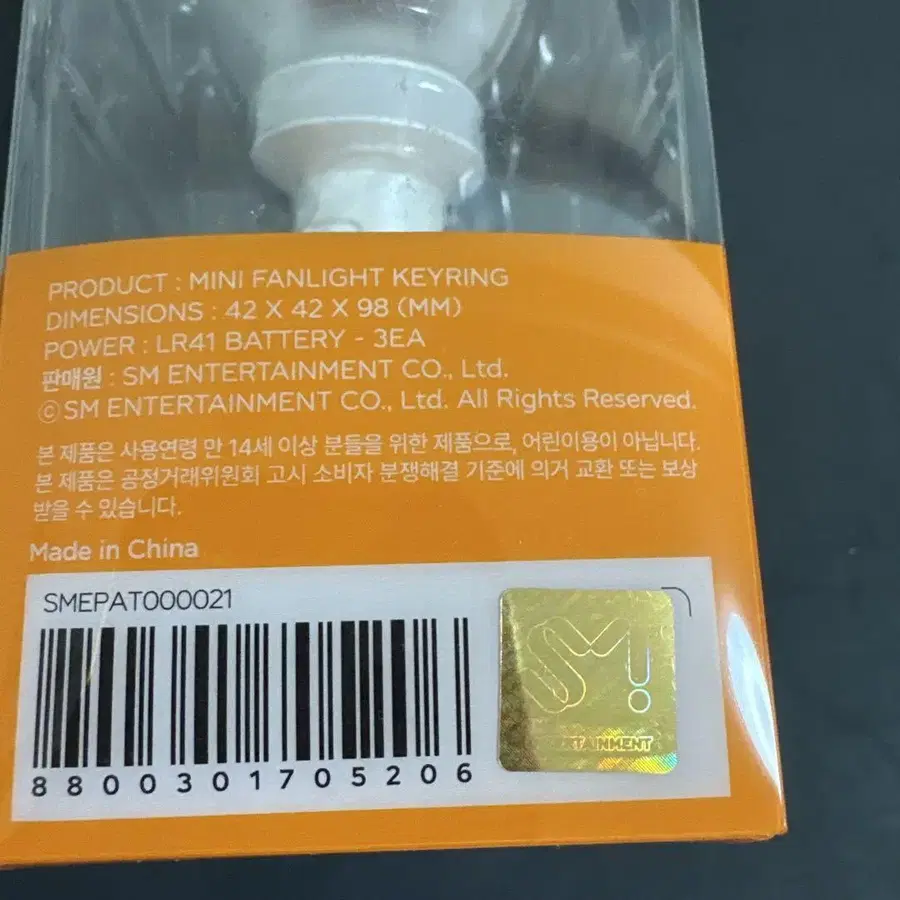 PRODUCT : MINI FANLIGHT KEYRING
DIMENSIONS : 42 X 42 X 98 (MM)
POWER : LR41 BATTERY - 3EA
판매원 : SM ENTERTAINMENT CO., Ltd.
ⓒSM ENTERTAINMENT CO., Ltd. All Rights Reserved.
본 제품은 사용연령 만 14세 이상 분들을 위한 제품으로, 어린이용이 아닙니다.
본 제품은 공정거래위원회 고시 소비자 분쟁해결 기준에 의거 교환 또는 보상
받을 수 있습니다.
Made in China
SMEPAT000021
SM
ENTERTAINMENT
8800301705206